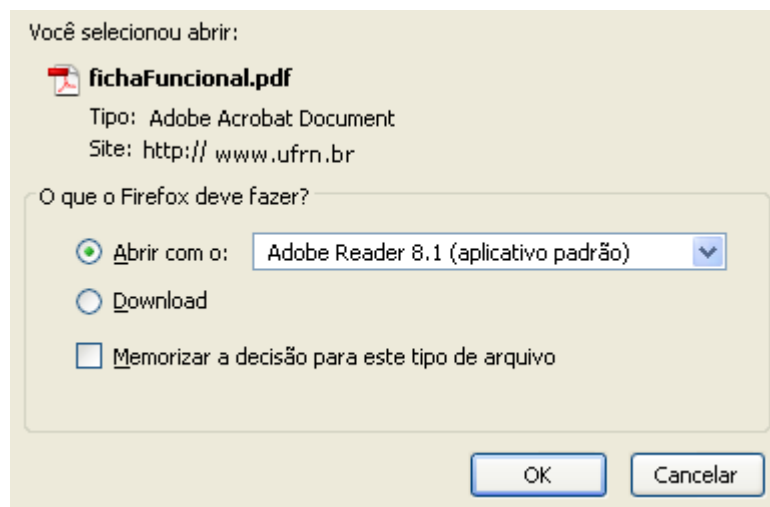 Você selecionou abrir:
fichaFuncional.pdf
Tipo: Adobe Acrobat Document
Site: http:// www.ufrn.br
O que o Firefox deve fazer?
Abrir com o: Adobe Reader 8.1 (aplicativo padrão)
Download
Memorizar a decisão para este tipo de arquivo
OK Cancelar